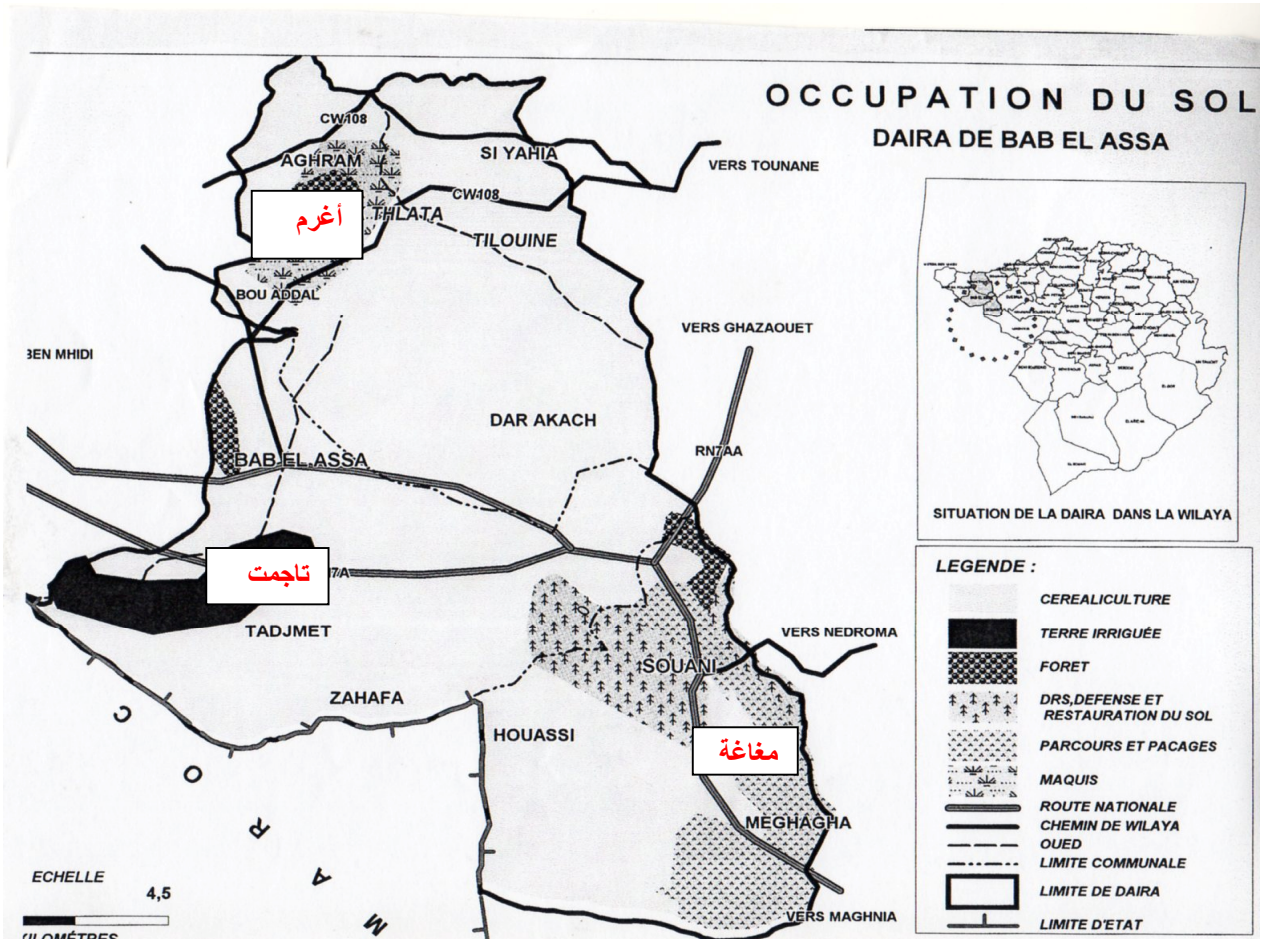 OCCUPATION DU SOL
DAIRA DE BAB EL ASSA
CW108
AGHRAM
SI YAHIA
VERS TOUNANE
CW108
أغرم
THLATA
TILOUINE
BOU ADDAL
VERS GHAZAOUET
BEN MHIDI
DAR AKACH
RN7AA
BAB EL ASSA
SITUATION DE LA DAIRA DANS LA WILAYA
تاجمت
7A
TADJMET
VERS NEDROMA
SOUANI
ZAHAFA
HOUASSI
مغاغة
MEGHAGHA
VERS MAGHNIA
C O R A M
ECHELLE
4,5
KILOMÉTRES
LEGENDE :
CEREALICULTURE
TERRE IRRIGUÉE
FORET
DRS,DEFENSE ET
RESTAURATION DU SOL
PARCOURS ET PACAGES
MAQUIS
ROUTE NATIONALE
CHEMIN DE WILAYA
OUED
LIMITE COMMUNALE
LIMITE DE DAIRA
LIMITE D'ETAT